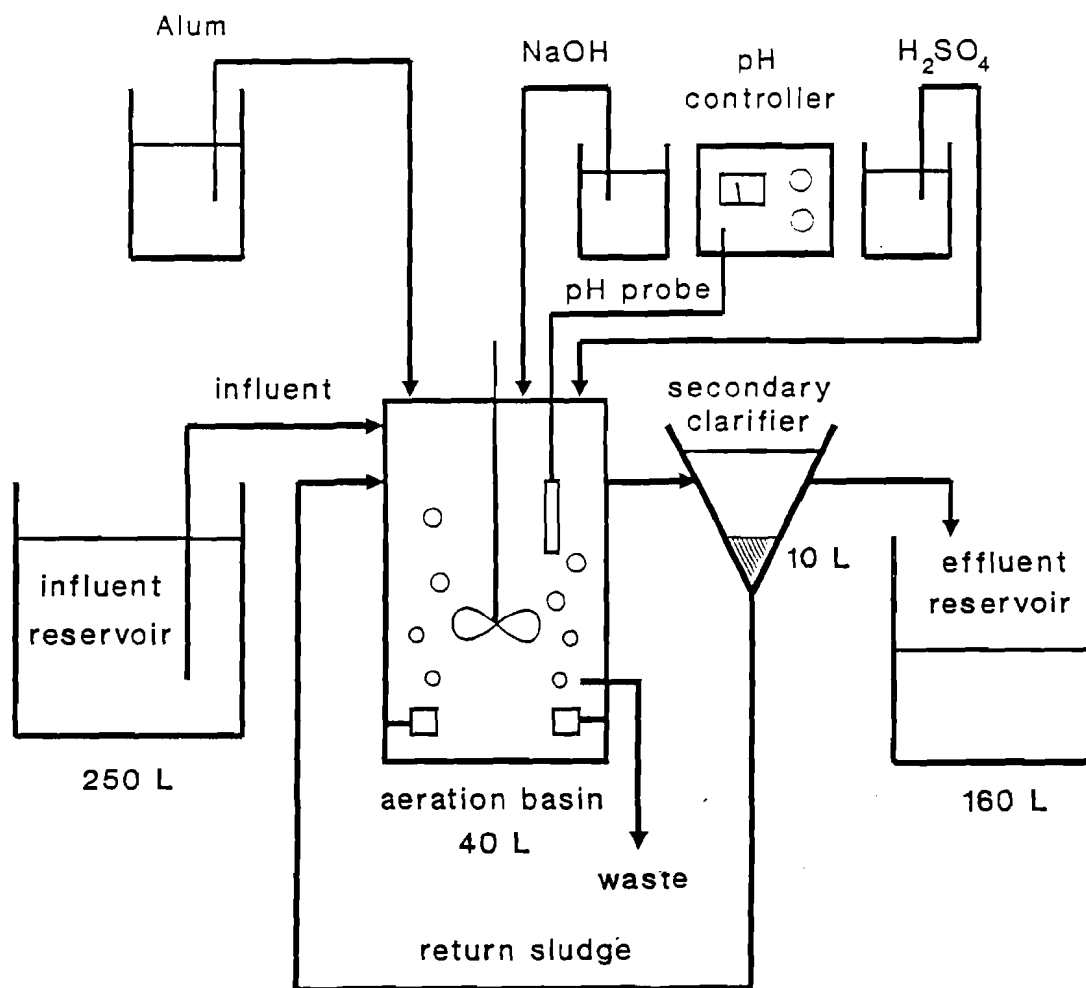 Alum
NaOH
pH
controller
H₂SO₄
pH probe
influent
secondary
clarifier
10 L
influent
reservoir
effluent
reservoir
250 L
aeration basin
40 L
160 L
waste
return sludge